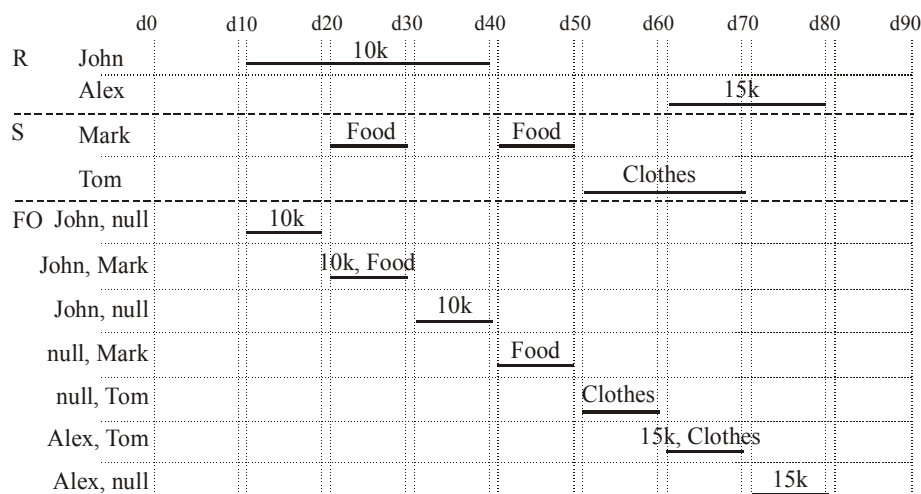 d0 d10 d20 d30 d40 d50 d60 d70 d80 d90
R John 10k
Alex 15k
S Mark Food Food
Tom Clothes
FO John, null 10k
John, Mark 10k, Food
John, null 10k
null, Mark Food
null, Tom Clothes
Alex, Tom 15k, Clothes
Alex, null 15k